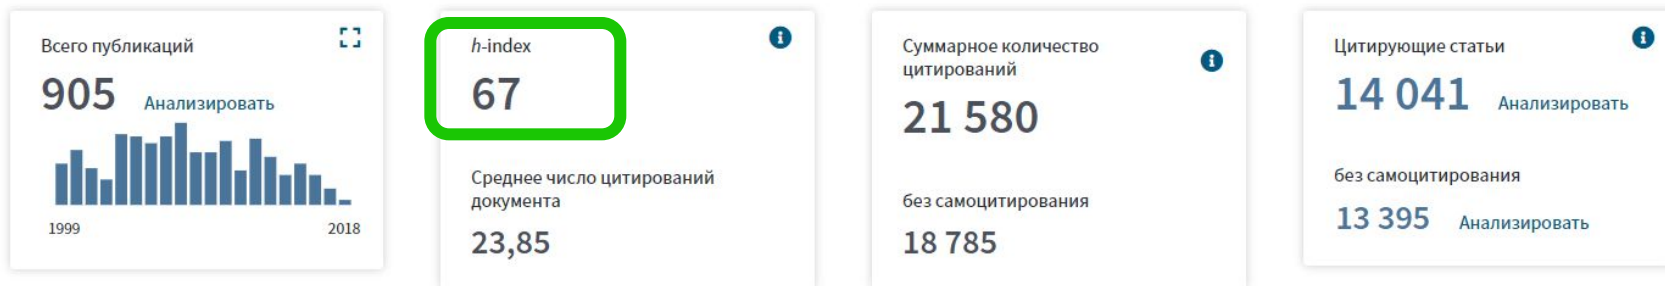 Всего публикаций
905 Анализировать
1999 2018
h-index
67
Среднее число цитирований
документа
23,85
Суммарное количество
цитирований
21 580
без самоцитирования
18 785
Цитирующие статьи
14 041 Анализировать
без самоцитирования
13 395 Анализировать